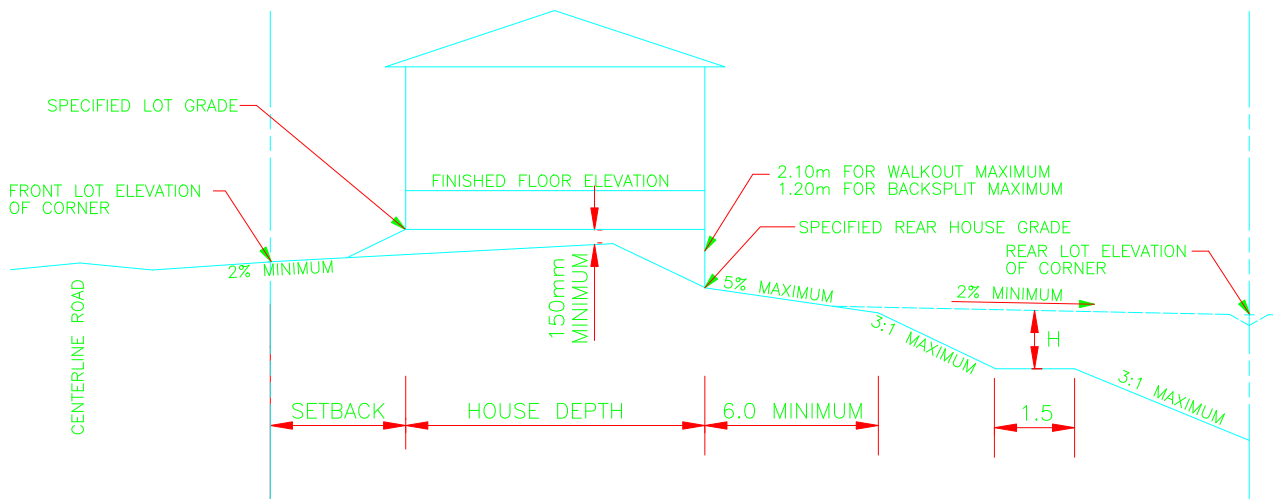 SPECIFIED LOT GRADE
FRONT LOT ELEVATION
OF CORNER
FINISHED FLOOR ELEVATION
2.10m FOR WALKOUT MAXIMUM
1.20m FOR BACKSPLIT MAXIMUM
SPECIFIED REAR HOUSE GRADE
REAR LOT ELEVATION
OF CORNER
2% MINIMUM
150mm
MINIMUM
5% MAXIMUM
2% MINIMUM
3:1 MAXIMUM
H
3:1 MAXIMUM
CENTERLINE ROAD
SETBACK
HOUSE DEPTH
6.0 MINIMUM
1.5